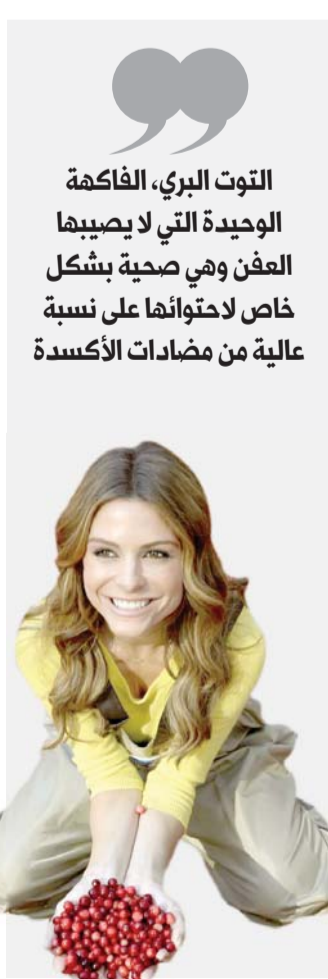 التوت البري، الفاكهة
الوحيدة التي لا يصيبها
العفن وهي صحية بشكل
خاص لاحتوائها على نسبة
عالية من مضادات الأكسدة